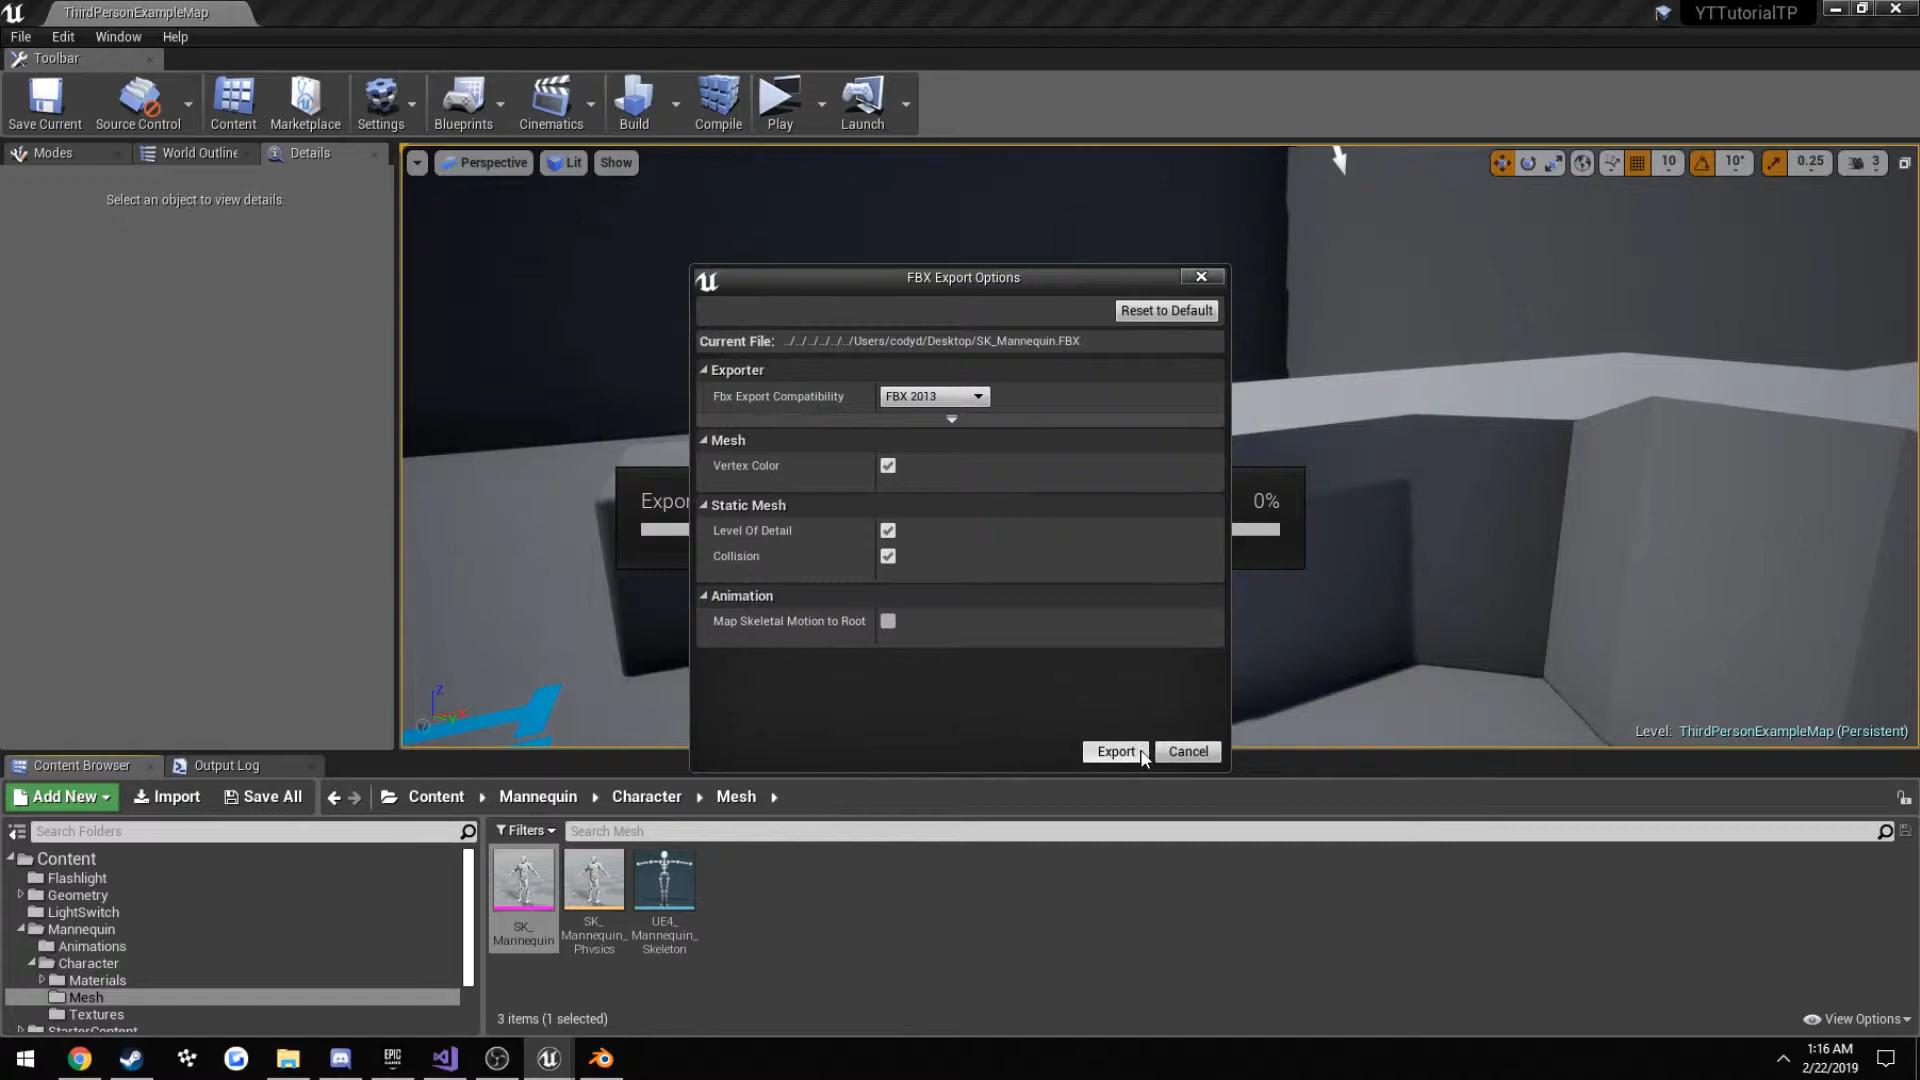 ThirdPersonExampleMap
YTTutorialTP
File Edit Window Help
Toolbar
Save Current Source Control Content Marketplace Settings Blueprints Cinematics Build Compile Play Launch
Modes World Outline Details
Perspective Lit Show
10 10° 0.25 3
Select an object to view details.
FBX Export Options
Reset to Default
Current File: ../../../../../../Users/codyd/Desktop/SK_Mannequin.FBX
Exporter
Fbx Export Compatibility FBX 2013
Mesh
Vertex Color
Expor 0%
Static Mesh
Level Of Detail
Collision
Animation
Map Skeletal Motion to Root
Z
X
Y
Level: ThirdPersonExampleMap (Persistent)
Export Cancel
Content Browser Output Log
Add New Import Save All Content Mannequin Character Mesh
Search Folders
Filters Search Mesh
Content
Flashlight
Geometry
LightSwitch
Mannequin
Animations
Character
Materials
Mesh
Textures
StarterContent
SK_
Mannequin
SK_
Mannequin_
Physics
UE4_
Mannequin_
Skeleton
3 items (1 selected)
View Options
EPIC
GAMES
1:16 AM
2/22/2019